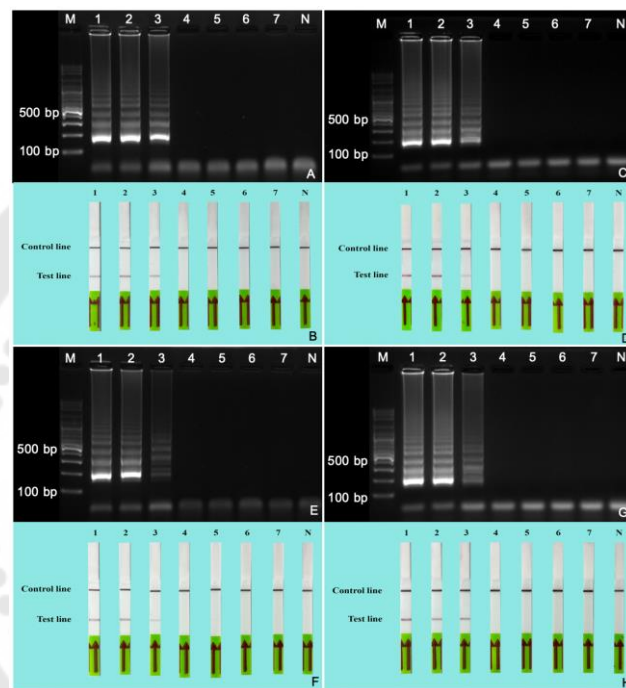 M 1 2 3 4 5 6 7 N
500 bp
100 bp
A
M 1 2 3 4 5 6 7 N
500 bp
100 bp
C
1 2 3 4 5 6 7 N
Control line
Test line
B
1 2 3 4 5 6 7 N
Control line
Test line
D
M 1 2 3 4 5 6 7 N
500 bp
100 bp
E
M 1 2 3 4 5 6 7 N
500 bp
100 bp
G
1 2 3 4 5 6 7 N
Control line
Test line
F
1 2 3 4 5 6 7 N
Control line
Test line
H